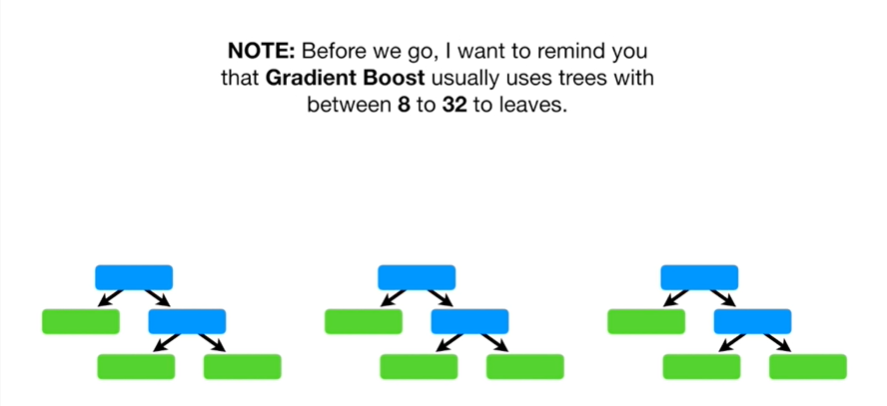 NOTE: Before we go, I want to remind you
that Gradient Boost usually uses trees with
between 8 to 32 to leaves.